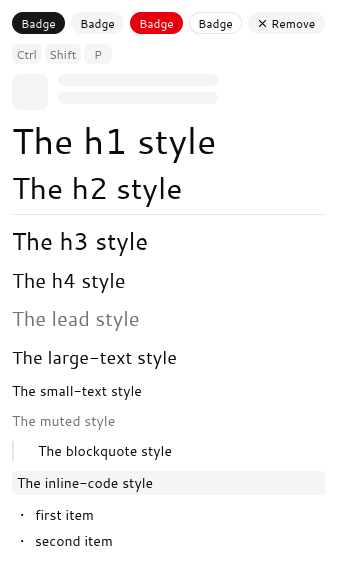 Badge Badge Badge Badge × Remove
Ctrl Shift P
The h1 style
The h2 style
The h3 style
The h4 style
The lead style
The large-text style
The small-text style
The muted style
The blockquote style
The inline-code style
· first item
· second item